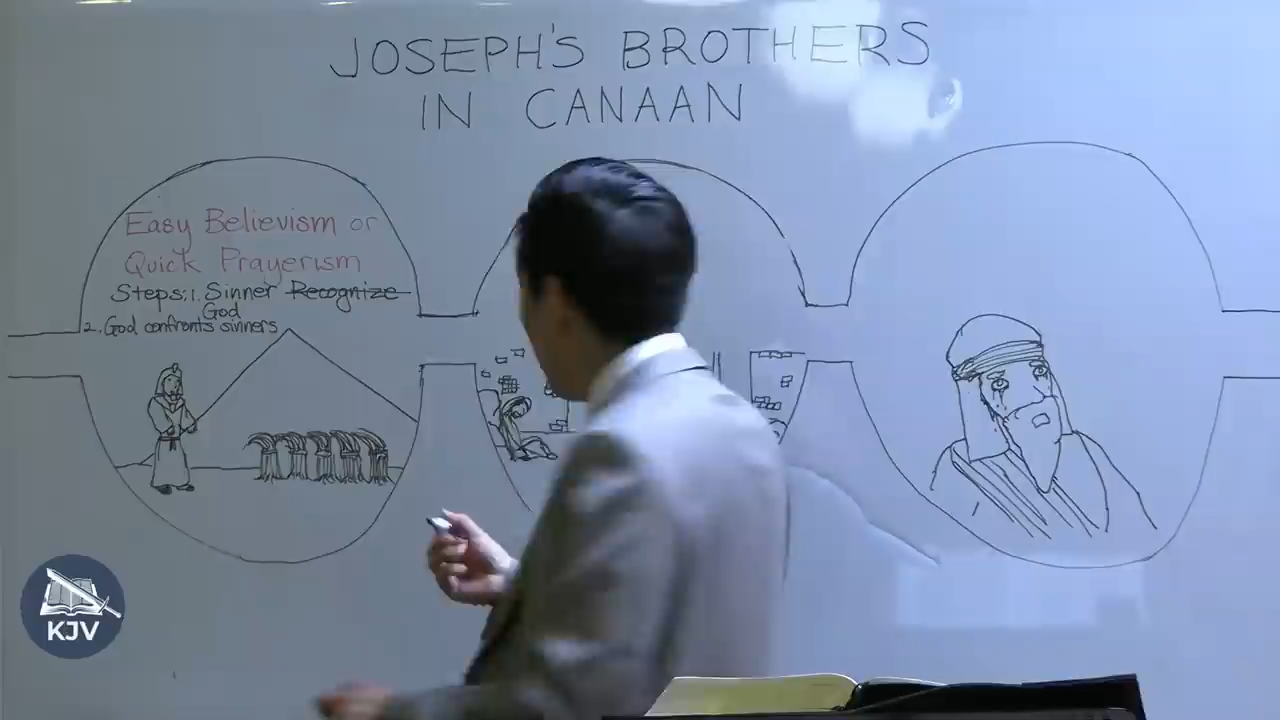 JOSEPH'S BROTHERS
IN CANAAN
Easy Believism or
Quick Prayerism
Steps: 1. Sinner Recognize
God
2. God confronts sinners
KJV